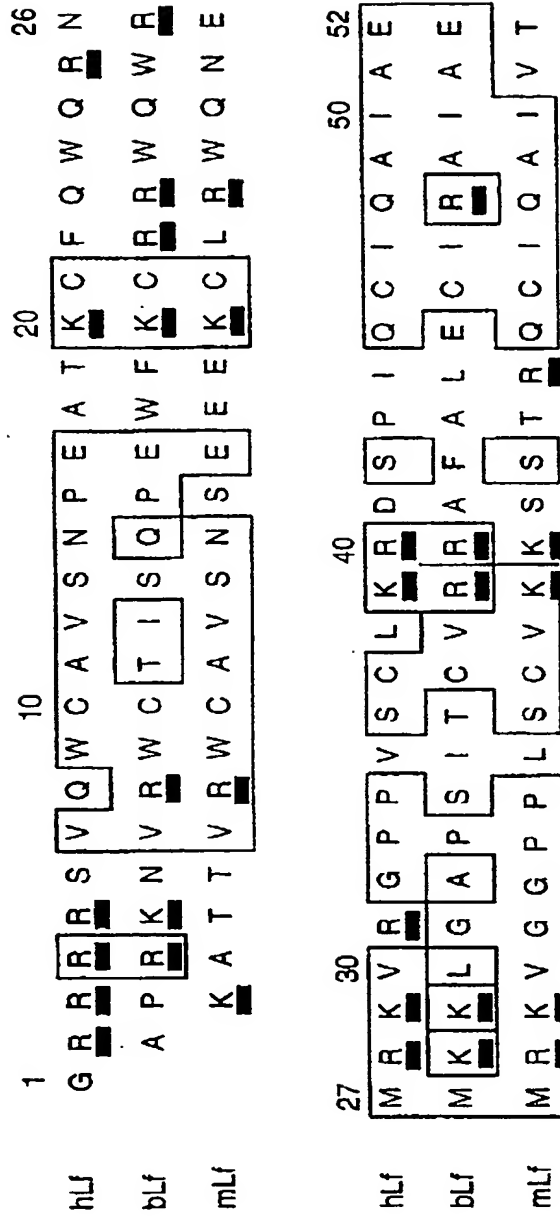 1 10 20 26
hLf G R R R R S V Q W C A V S N P E A T K C F Q W Q R N
bLf A P R K N V R W C T I S Q P E W F K C R R W Q W R
mLf K A T T V R W C A V S N S E E E K C L R W Q N E
27 30 40 50 52
hLf M R K V R G P P V S C L K R D S P I Q C I Q A I A E
bLf M K K L G A P S I T C V R R A F A L E C I R A I A E
mLf M R K V G G P P L S C V K K S S T R Q C I Q A I V T